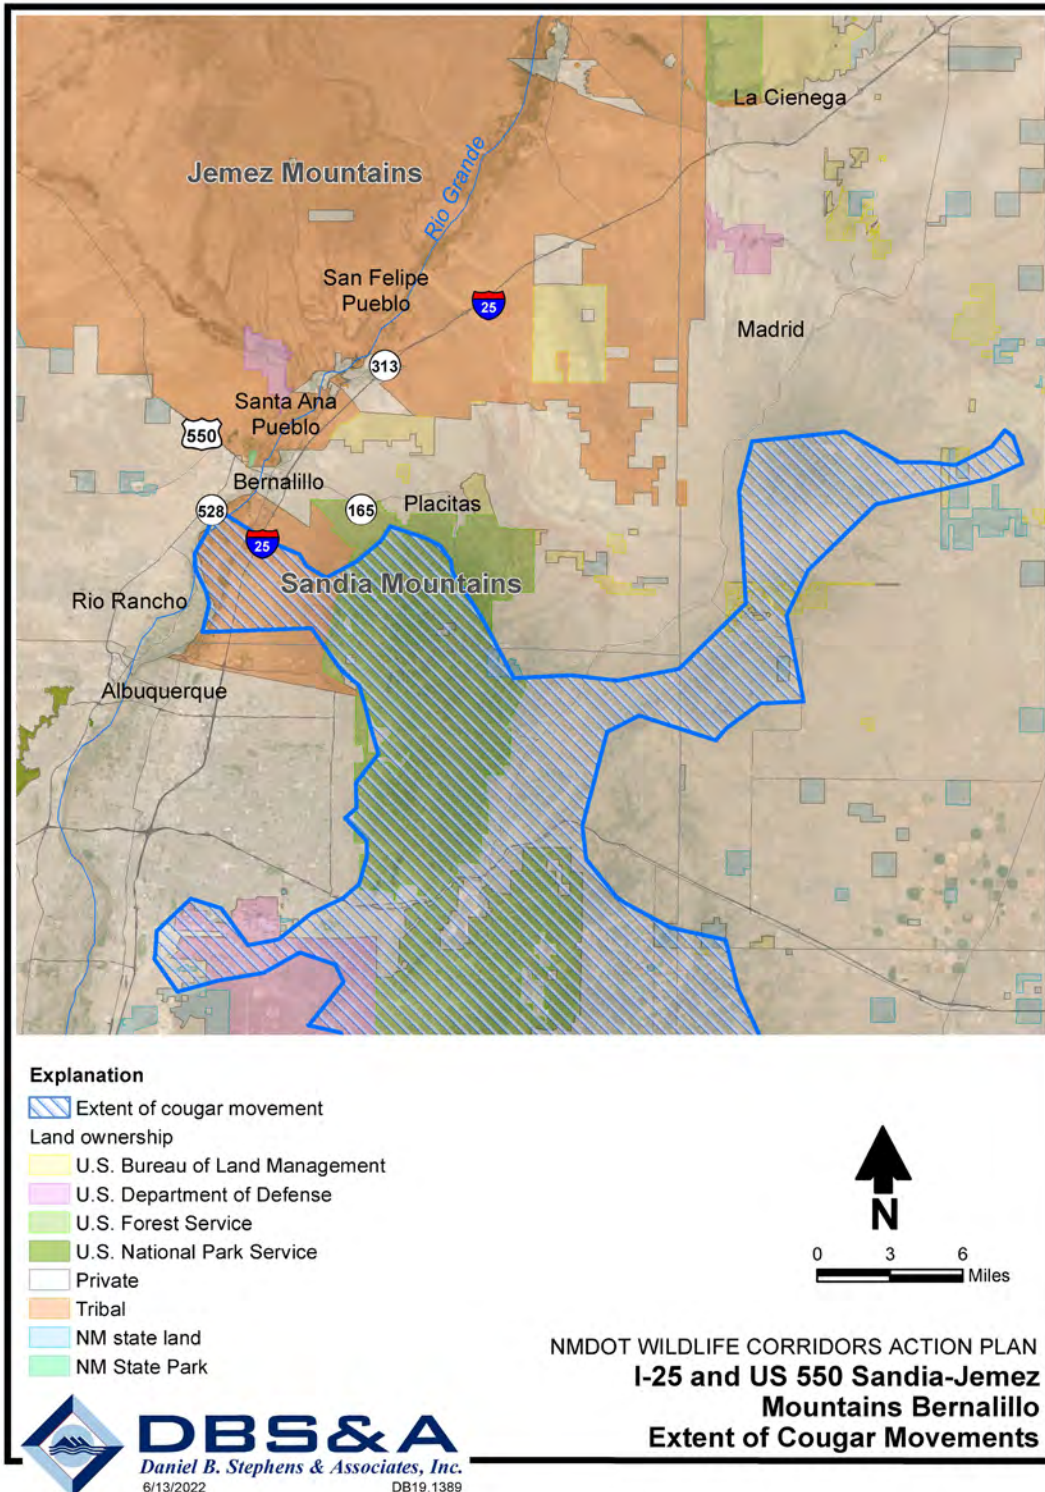 La Cienega
Jemez Mountains
Rio Grande
San Felipe
Pueblo
25
Madrid
313
Santa Ana
Pueblo
550
Bernalillo
Placitas
528
165
25
Sandia Mountains
Rio Rancho
Albuquerque
Explanation
Extent of cougar movement
Land ownership
U.S. Bureau of Land Management
U.S. Department of Defense
U.S. Forest Service
U.S. National Park Service
Private
Tribal
NM state land
NM State Park
N
0 3 6
Miles
NMDOT WILDLIFE CORRIDORS ACTION PLAN
I-25 and US 550 Sandia-Jemez
Mountains Bernalillo
Extent of Cougar Movements
DBS&A
Daniel B. Stephens & Associates, Inc.
6/13/2022 DB19.1389